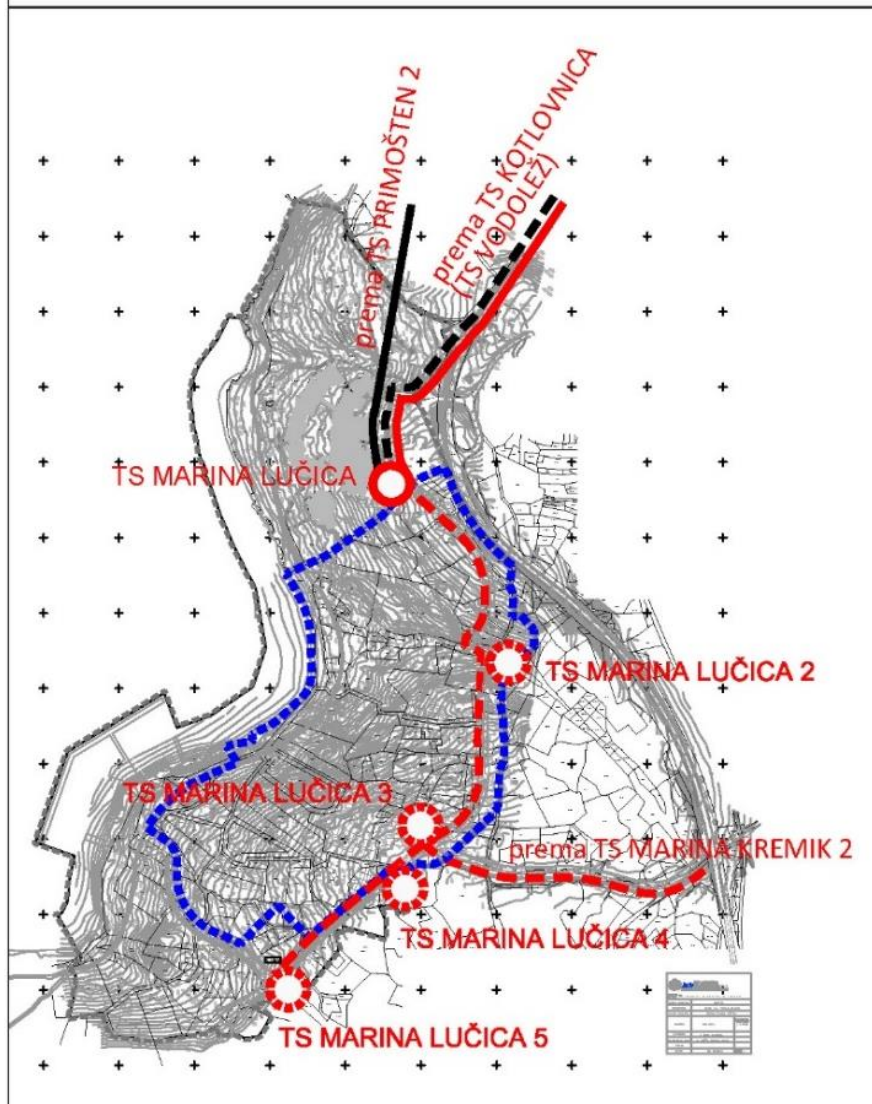 prema TS PRIMOŠTEN 2
prema TS KOTLOVNICA
(TS VODOLEŽ)
TS MARINA LUČICA
TS MARINA LUČICA 2
TS MARINA LUČICA 3
prema TS MARINA KREMIK 2
TS MARINA LUČICA 4
TS MARINA LUČICA 5